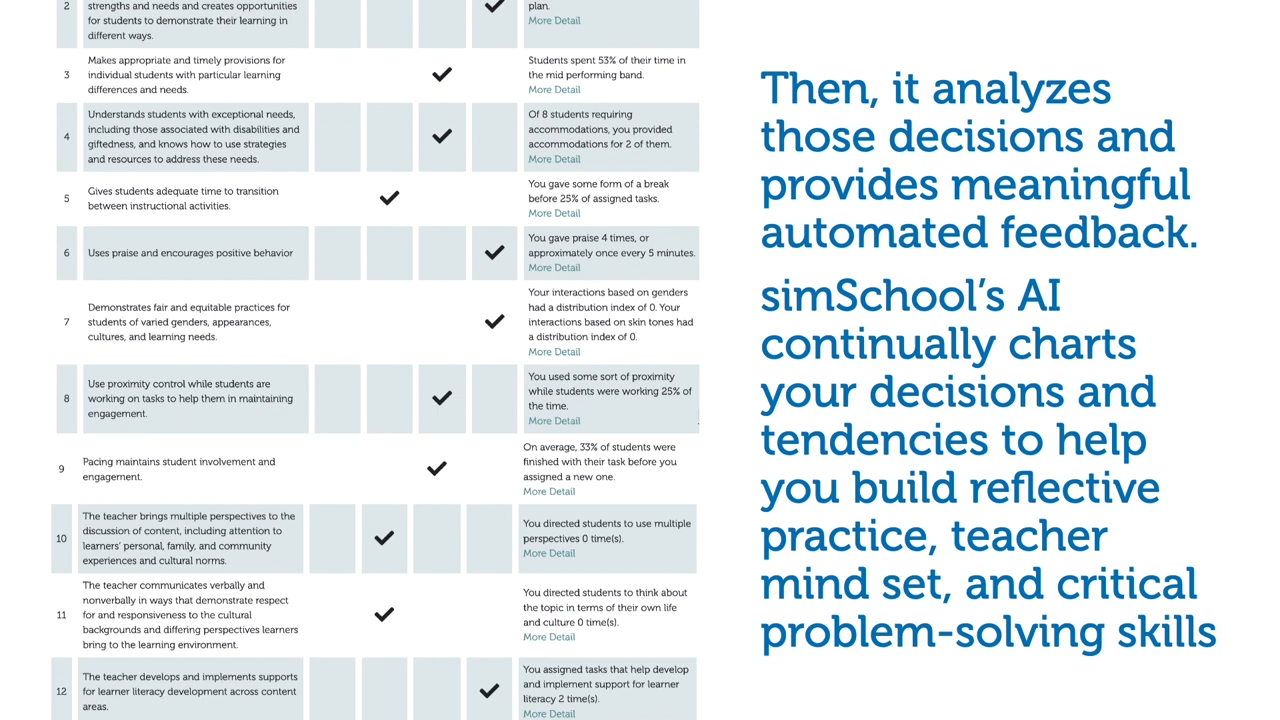 2
strengths and needs and creates opportunities
for students to demonstrate their learning in
different ways.
plan.
More Detail
3
Makes appropriate and timely provisions for
individual students with particular learning
differences and needs.
Students spent 53% of their time in
the mid performing band.
More Detail
4
Understands students with exceptional needs,
including those associated with disabilities and
giftedness, and knows how to use strategies
and resources to address these needs.
Of 8 students requiring
accommodations, you provided
accommodations for 2 of them.
More Detail
5
Gives students adequate time to transition
between instructional activities.
You gave some form of a break
before 25% of assigned tasks.
More Detail
6
Uses praise and encourages positive behavior
You gave praise 4 times, or
approximately once every 5 minutes.
More Detail
7
Demonstrates fair and equitable practices for
students of varied genders, appearances,
cultures, and learning needs.
Your interactions based on genders
had a distribution index of 0. Your
interactions based on skin tones had
a distribution index of 0.
More Detail
8
Use proximity control while students are
working on tasks to help them in maintaining
engagement.
You used some sort of proximity
while students were working 25% of
the time.
More Detail
9
Pacing maintains student involvement and
engagement.
On average, 33% of students were
finished with their task before you
assigned a new one.
More Detail
10
The teacher brings multiple perspectives to the
discussion of content, including attention to
learners' personal, family, and community
experiences and cultural norms.
You directed students to use multiple
perspectives 0 time(s).
More Detail
11
The teacher communicates verbally and
nonverbally in ways that demonstrate respect
for and responsiveness to the cultural
backgrounds and differing perspectives learners
bring to the learning environment.
You directed students to think about
the topic in terms of their own life
and culture 0 time(s).
More Detail
12
The teacher develops and implements supports
for learner literacy development across content
areas.
You assigned tasks that help develop
and implement support for learner
literacy 2 time(s).
More Detail
Then, it analyzes
those decisions and
provides meaningful
automated feedback.
simSchool's AI
continually charts
your decisions and
tendencies to help
you build reflective
practice, teacher
mind set, and critical
problem-solving skills